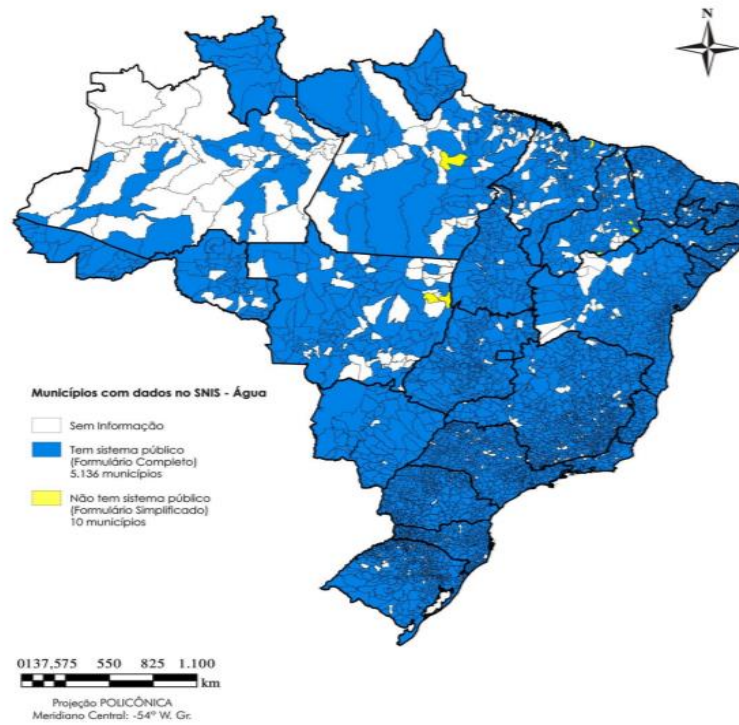 N
Municípios com dados no SNIS - Água
Sem Informação
Tem sistema público
(Formulário Completo)
5.136 municípios
Não tem sistema público
(Formulário Simplificado)
10 municípios
0137,575 550 825 1.100
km
Projeção POLICÔNICA
Meridiano Central: -54° W. Gr.